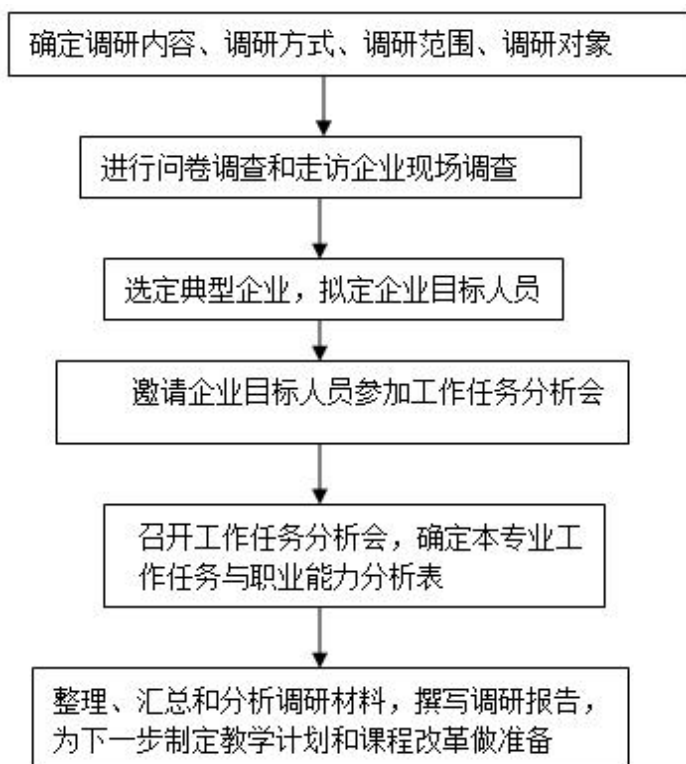 确定调研内容、调研方式、调研范围、调研对象
进行问卷调查和走访企业现场调查
选定典型企业，拟定企业目标人员
邀请企业目标人员参加工作任务分析会
召开工作任务分析会，确定本专业工
作任务与职业能力分析表
整理、汇总和分析调研材料，撰写调研报告，
为下一步制定教学计划和课程改革做准备